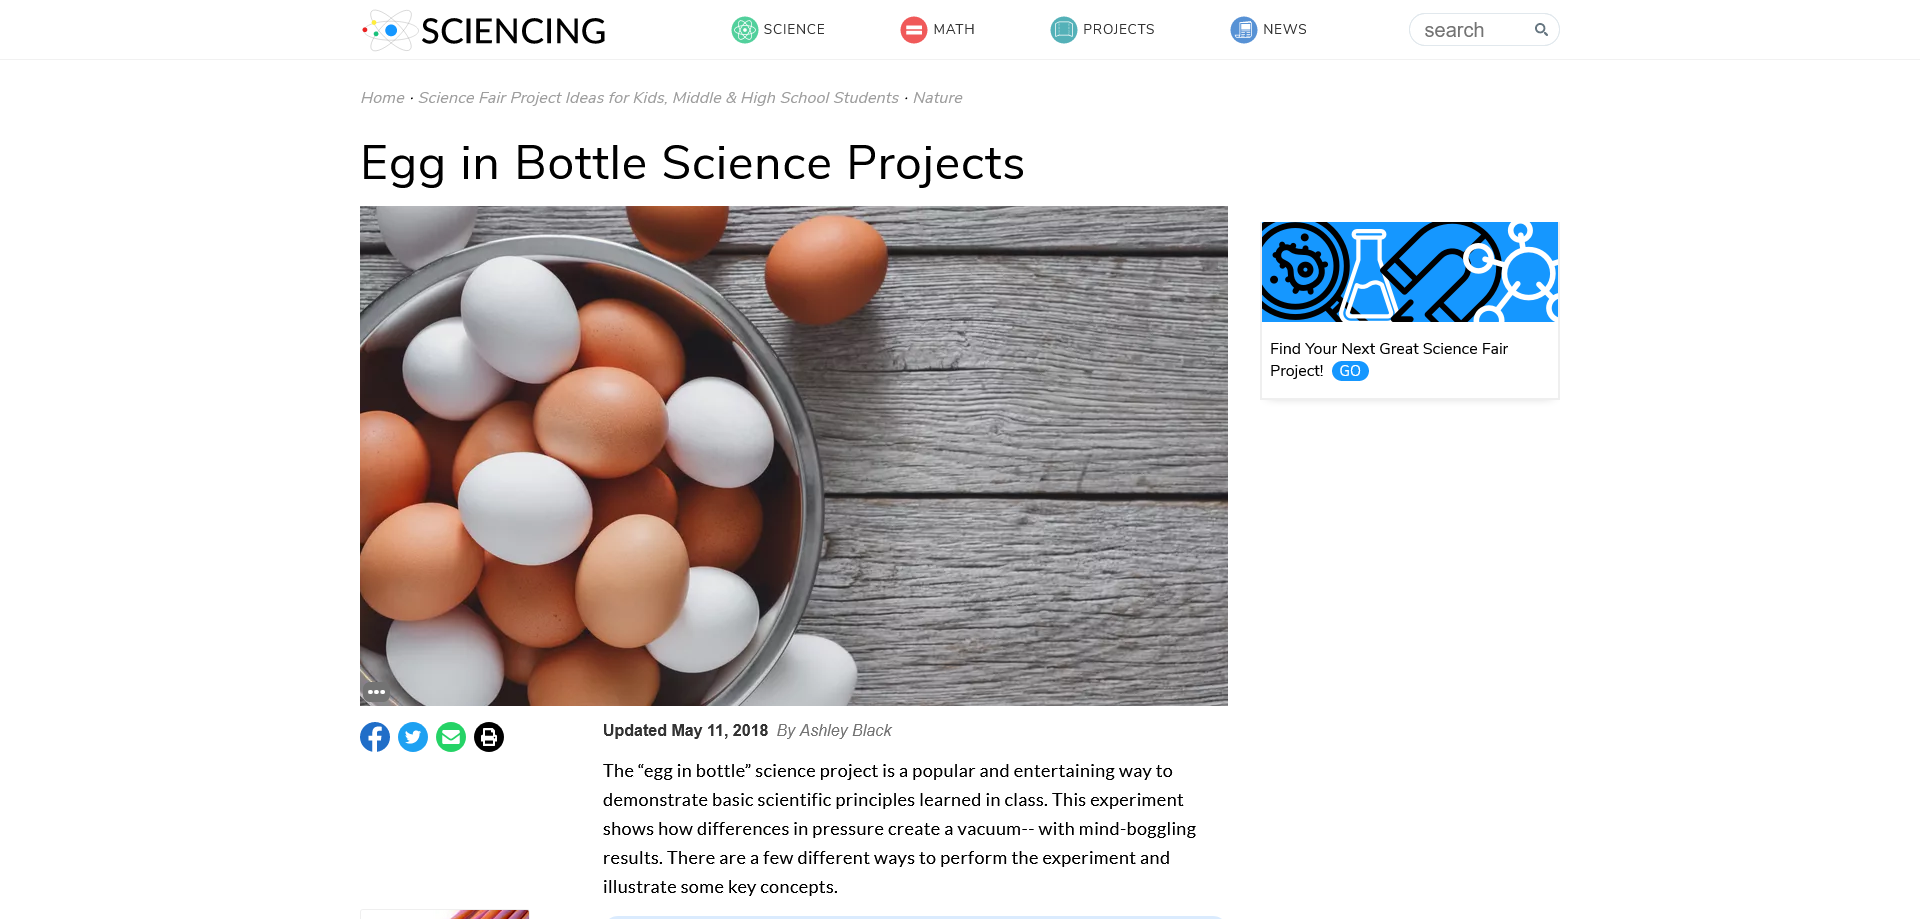 SCIENCING
SCIENCE
MATH
PROJECTS
NEWS
search
Home · Science Fair Project Ideas for Kids, Middle & High School Students · Nature
Egg in Bottle Science Projects
Find Your Next Great Science Fair
Project! GO
Updated May 11, 2018 By Ashley Black
The “egg in bottle” science project is a popular and entertaining way to
demonstrate basic scientific principles learned in class. This experiment
shows how differences in pressure create a vacuum-- with mind-boggling
results. There are a few different ways to perform the experiment and
illustrate some key concepts.